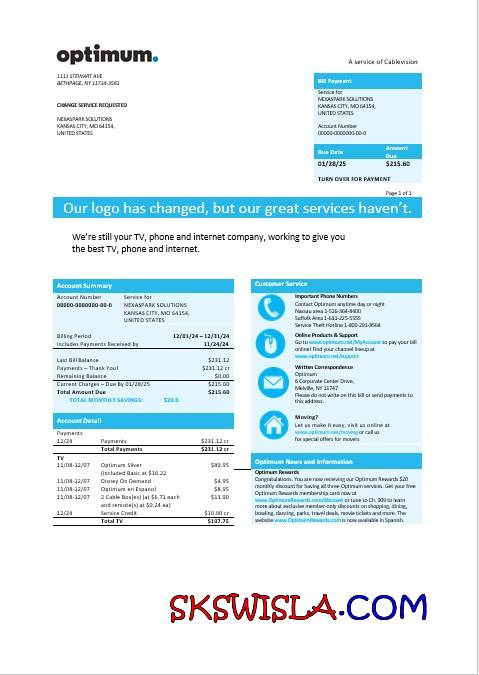 optimum.
A service of Cablevision
1111 STEWART AVE
BETHPAGE, NY 11714-3581
CHANGE SERVICE REQUESTED
NEXASPARK SOLUTIONS
KANSAS CITY, MO 64154,
UNITED STATES
Bill Payment
Service for
NEXASPARK SOLUTIONS
KANSAS CITY, MO 64154,
UNITED STATES
Account Number
00000-0000000-00-0
Due Date Amount Due
01/28/25 $215.60
TURN OVER FOR PAYMENT
Page 1 of 1
Our logo has changed, but our great services haven't.
We're still your TV, phone and internet company, working to give you
the best TV, phone and internet.
Account Summary
Account Number Service for
00000-0000000-00-0 NEXASPARK SOLUTIONS
KANSAS CITY, MO 64154,
UNITED STATES
Billing Period 12/01/24 – 12/31/24
Includes Payments Received by 11/24/24
Last Bill Balance $231.12
Payments – Thank You! $231.12 cr
Remaining Balance $0.00
Current Charges – Due By 01/28/25 $215.60
Total Amount Due $215.60
TOTAL MONTHLY SAVINGS: $20.0
Account Detail
Payments
12/24 Payments $231.12 cr
Total Payments $231.12 cr
TV
11/08-12/07 Optimum Silver $89.95
(Included Basic at $16.22
11/08-12/07 Disney On Demand $4.95
11/08-12/07 Optimum en Espanol $8.95
11/08-12/07 2 Cable Box(es) (at $6.71 each $13.90
and remote(s) at $0.24 ea)
12/24 Service Credit $10.00 cr
Total TV $107.75
Customer Service
Important Phone Numbers
Contact Optimum anytime day or night
Nassau area 1-516-364-8400
Suffolk Area 1-631-225-5555
Service Theft Hotline 1-800-291-8564
Online Products & Support
Go to www.optimum.net/MyAccount to pay your bill
online! Find your channel lineup at
www.optimum.net/support
Written Correspondence
Optimum
6 Corporate Center Drive,
Melville, NY 11747
Please do not write on this bill or send payments to
this address.
Moving?
Let us make it easy, visit us online at
www.optimum.net/moving or call us
for special offers for movers
Optimum News and Information
Optimum Rewards
Congratulations. You are now receiving our Optimum Rewards $20
monthly discount for having all three Optimum services. Get your free
Optimum Rewards membership card now at
www.OptimumRewards.com/discount or tune to Ch. 909 to learn
more about exclusive member-only discounts on shopping, dining,
bowling, dancing, parks, travel deals, movie tickets and more. The
website www.OptimumRewards.com is now available in Spanish.
SKSWISLA.COM